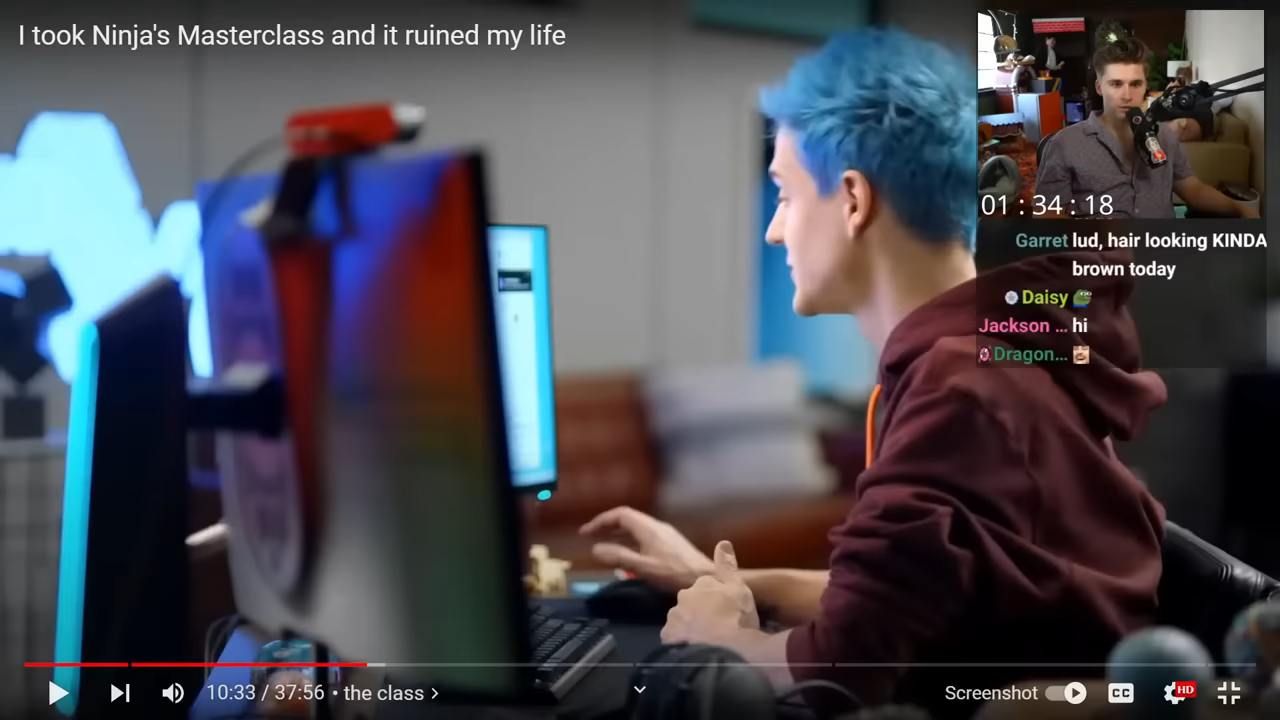 I took Ninja's Masterclass and it ruined my life
01 : 34 : 18
Garret lud, hair looking KINDA
brown today
Daisy
Jackson ... hi
Dragon...
10:33 / 37:56 • the class
Screenshot
CC
HD